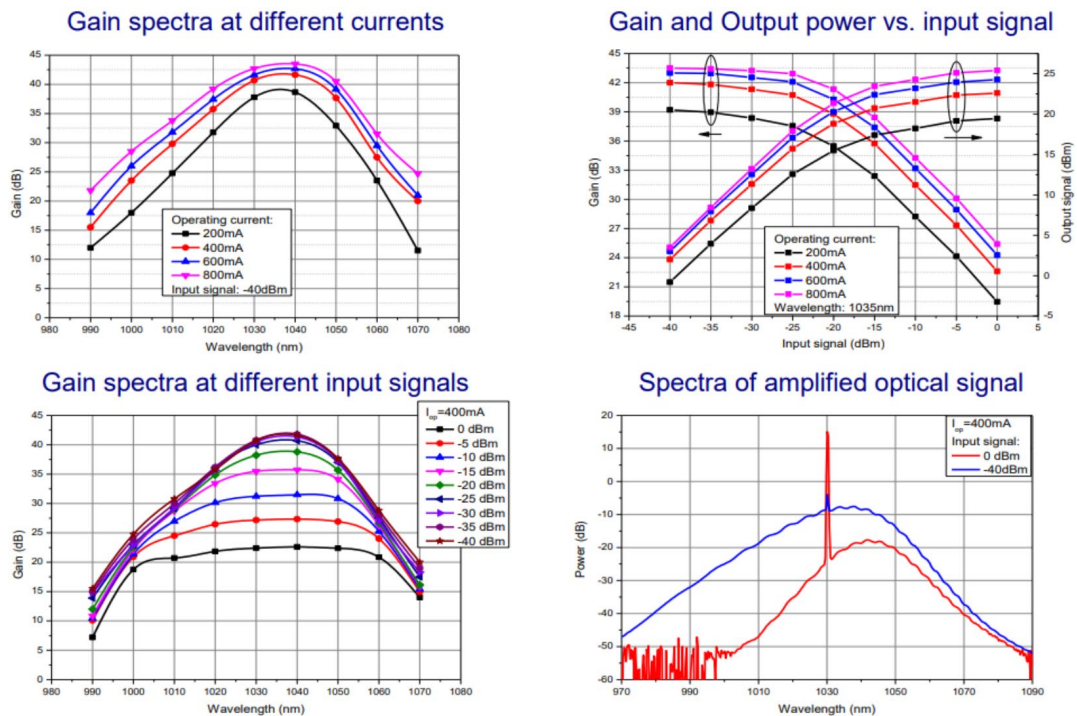 Gain spectra at different currents
45
40
35
30
25
20
15
10
5
0
Gain (dB)
Operating current:
200mA
400mA
600mA
800mA
Input signal: -40dBm
980 990 1000 1010 1020 1030 1040 1050 1060 1070 1080
Wavelength (nm)
Gain and Output power vs. input signal
45
42
39
36
33
30
27
24
21
18
Gain (dB)
Operating current:
200mA
400mA
600mA
800mA
Wavelength: 1035nm
25
20
15
10
5
0
-5
Output signal (dBm)
-45 -40 -35 -30 -25 -20 -15 -10 -5 0 5
Input signal (dBm)
Gain spectra at different input signals
45
40
35
30
25
20
15
10
5
0
Gain (dB)
I_op=400mA
0 dBm
-5 dBm
-10 dBm
-15 dBm
-20 dBm
-25 dBm
-30 dBm
-35 dBm
-40 dBm
980 990 1000 1010 1020 1030 1040 1050 1060 1070 1080
Wavelength (nm)
Spectra of amplified optical signal
20
10
0
-10
-20
-30
-40
-50
-60
Power (dB)
I_op=400mA
Input signal:
0 dBm
-40dBm
970 990 1010 1030 1050 1070 1090
Wavelength (nm)